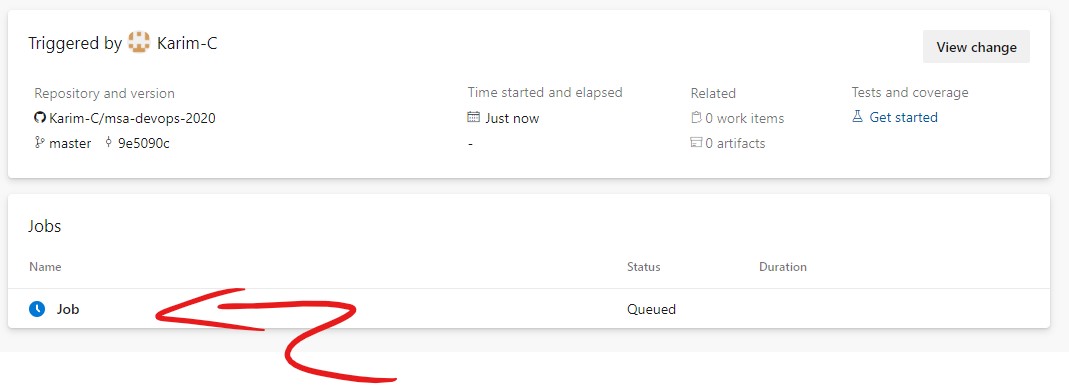 Triggered by Karim-C
View change
Repository and version
Karim-C/msa-devops-2020
master 9e5090c
Time started and elapsed
Just now
-
Related
0 work items
0 artifacts
Tests and coverage
Get started
Jobs
Name Status Duration
Job Queued